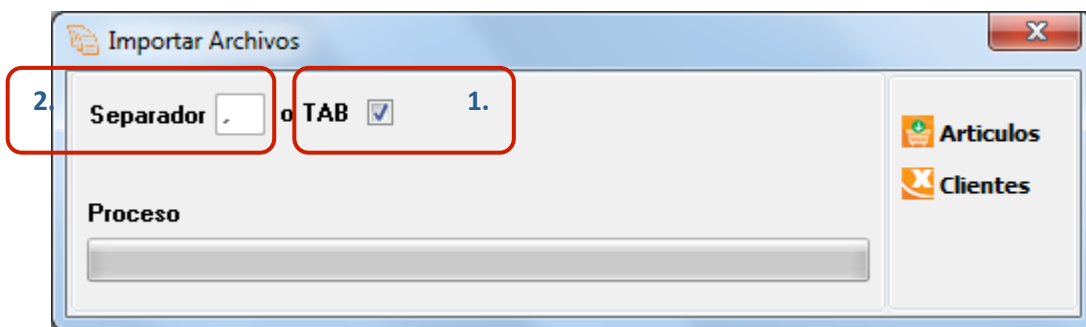 Importar Archivos
2. Separador , o TAB 1.
Articulos
Clientes
Proceso